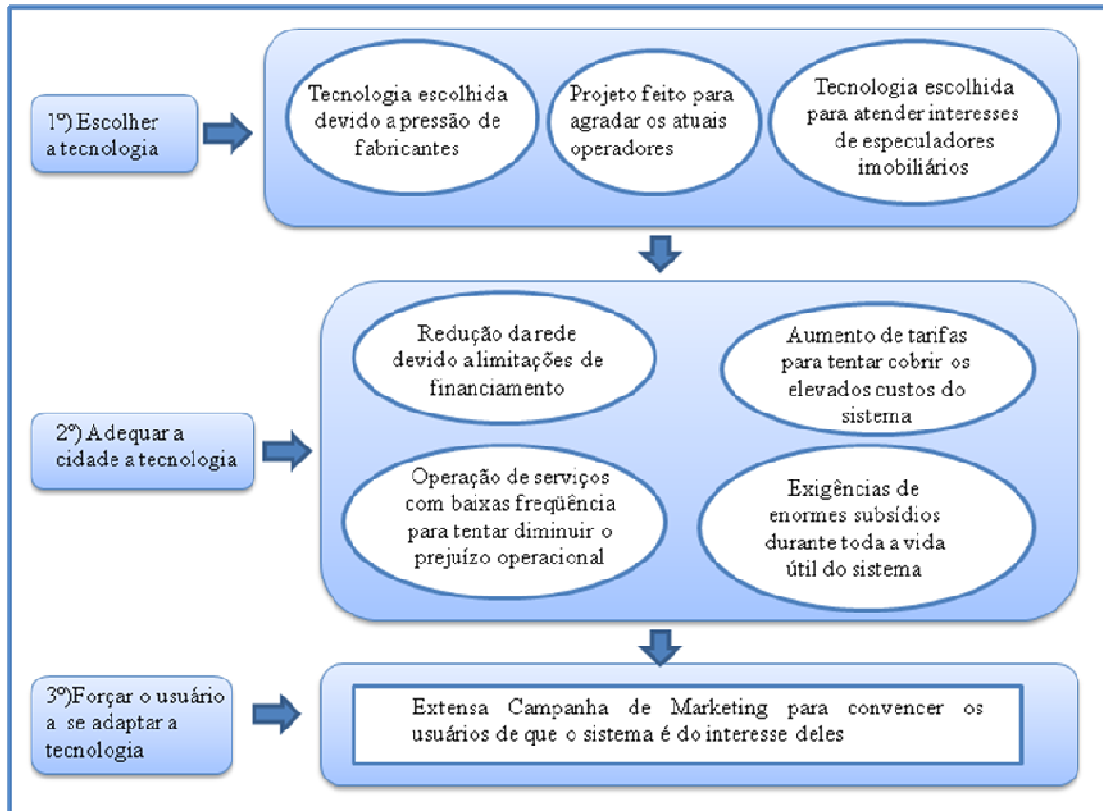 1º) Escolher
a tecnologia
Tecnologia escolhida
devido a pressão de
fabricantes
Projeto feito para
agradar os atuais
operadores
Tecnologia escolhida
para atender interesses
de especuladores
imobiliários
2º) Adequar a
cidade a tecnologia
Redução da rede
devido a limitações de
financiamento
Aumento de tarifas
para tentar cobrir os
elevados custos do
sistema
Operação de serviços
com baixas freqüência
para tentar diminuir o
prejuízo operacional
Exigências de
enormes subsídios
durante toda a vida
útil do sistema
3º)Forçar o usuário
a se adaptar a
tecnologia
Extensa Campanha de Marketing para convencer os
usuários de que o sistema é do interesse deles